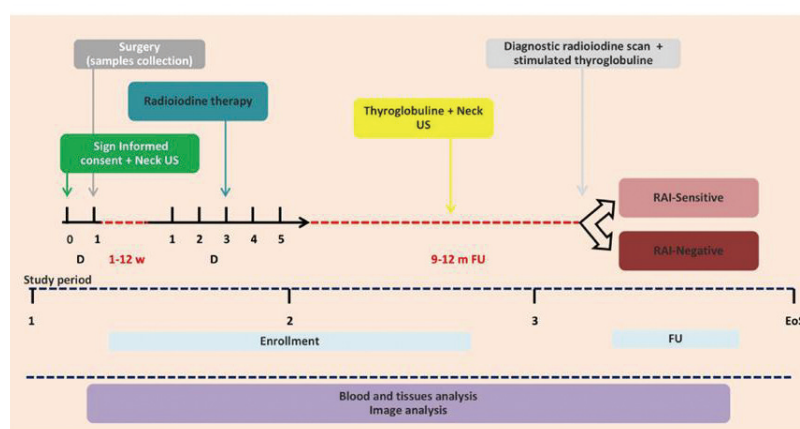 Surgery
(samples collection)
Diagnostic radioiodine scan +
stimulated thyroglobuline
Radioiodine therapy
Thyroglobuline + Neck
US
Sign Informed
consent + Neck US
RAI-Sensitive
RAI-Negative
0 1 1 2 3 4 5
D 1-12 w D 9-12 m FU
Study period
1 2 3 EoS
Enrollment FU
Blood and tissues analysis
Image analysis